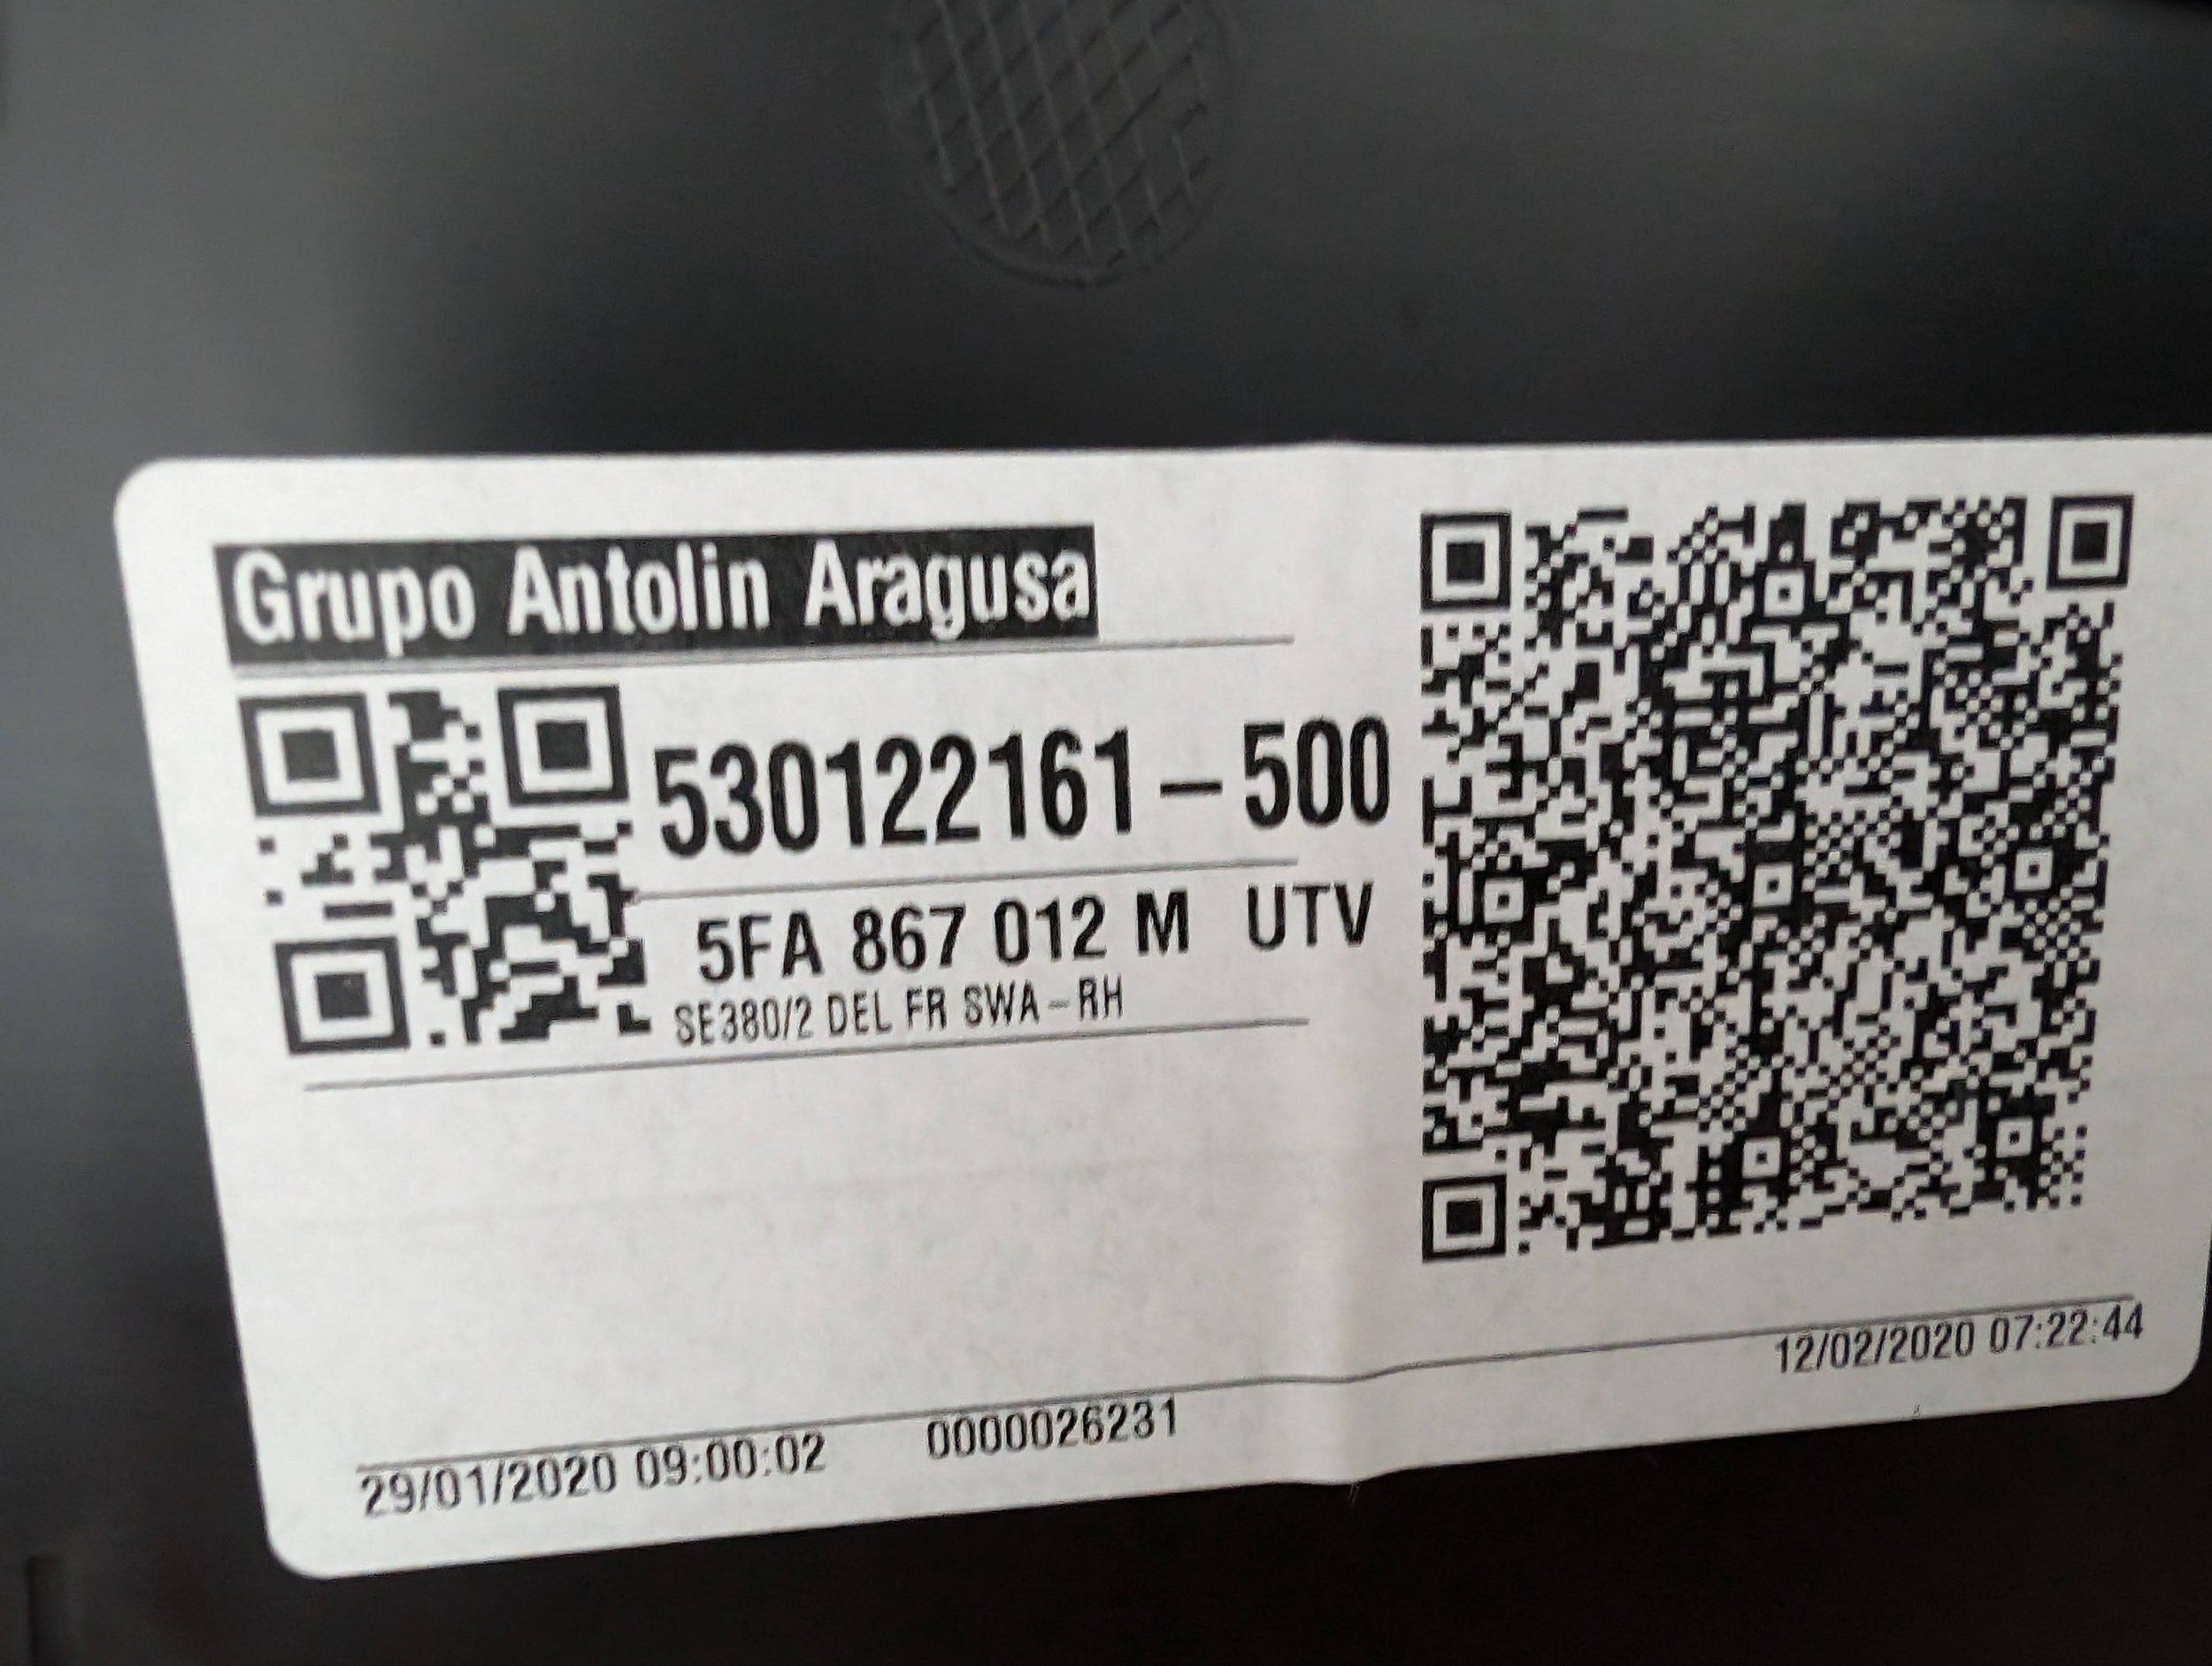 Grupo Antolin Aragusa
530122161-500
5FA 867 012 M UTV
SE380/2 DEL FR SWA-RH
29/01/2020 09:00:02 0000026231 12/02/2020 07:22:44